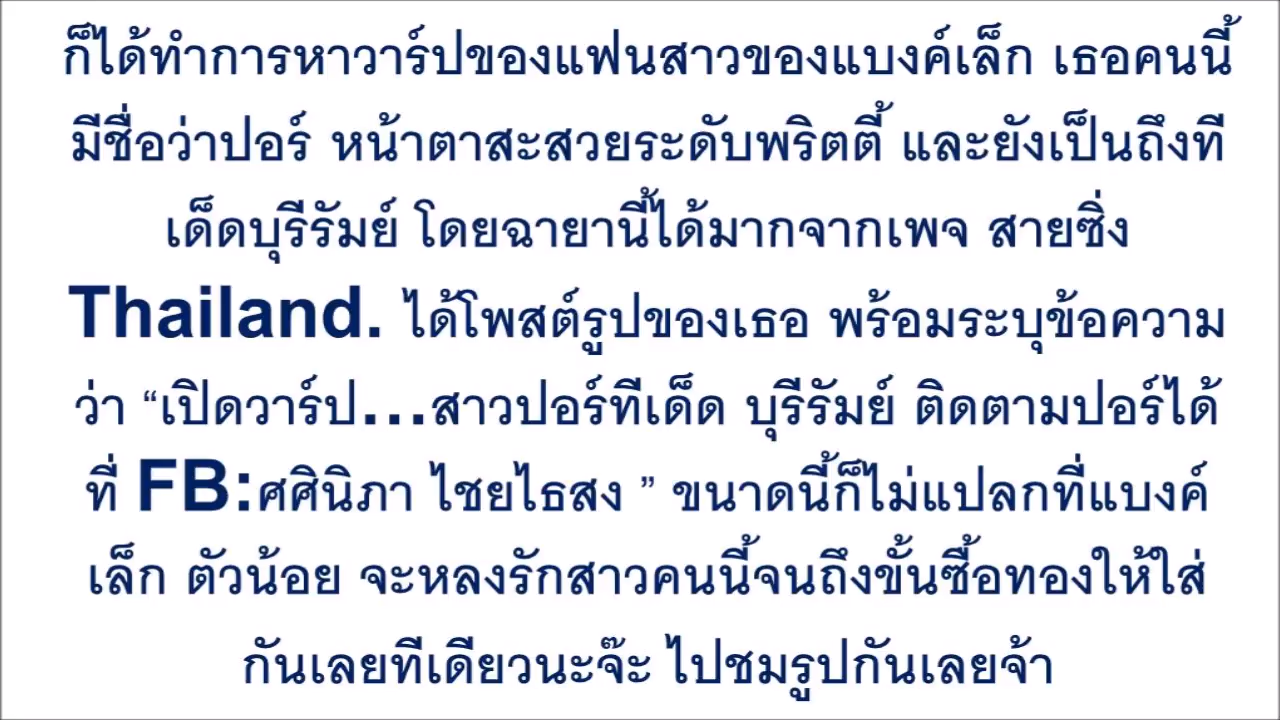 ก็ได้ทำการหาวาร์ปของแฟนสาวของแบงค์เล็ก เธอคนนี้
มีชื่อว่าปอร์ หน้าตาสะสวยระดับพริตตี้ และยังเป็นถึงที
เด็ดบุรีรัมย์ โดยฉายานี้ได้มากจากเพจ สายซิ่ง
Thailand. ได้โพสต์รูปของเธอ พร้อมระบุข้อความ
ว่า “เปิดวาร์ป...สาวปอร์ทีเด็ด บุรีรัมย์ ติดตามปอร์ได้
ที่ FB:ศศินิภา ไชยไธสง ” ขนาดนี้ก็ไม่แปลกที่แบงค์
เล็ก ตัวน้อย จะหลงรักสาวคนนี้จนถึงขั้นซื้อทองให้ใส่
กันเลยทีเดียวนะจ๊ะ ไปชมรูปกันเลยจ้า